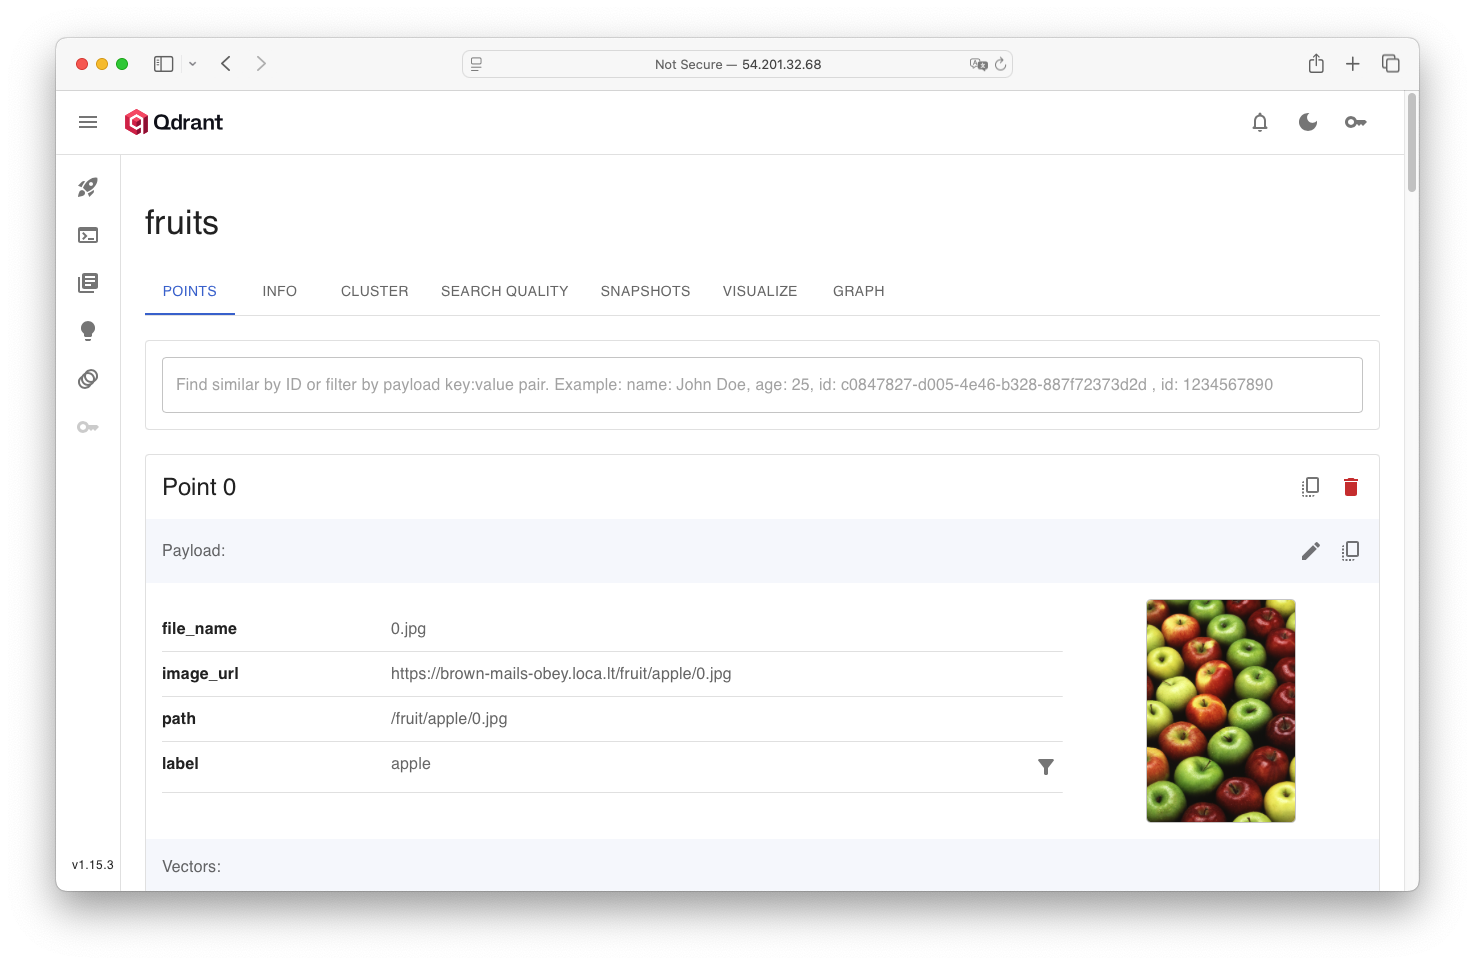 Not Secure — 54.201.32.68
Qdrant
fruits
POINTS INFO CLUSTER SEARCH QUALITY SNAPSHOTS VISUALIZE GRAPH
Find similar by ID or filter by payload key:value pair. Example: name: John Doe, age: 25, id: c0847827-d005-4e46-b328-887f72373d2d , id: 1234567890
Point 0
Payload:
file_name 0.jpg
image_url https://brown-mails-obey.loca.lt/fruit/apple/0.jpg
path /fruit/apple/0.jpg
label apple
Vectors:
v1.15.3